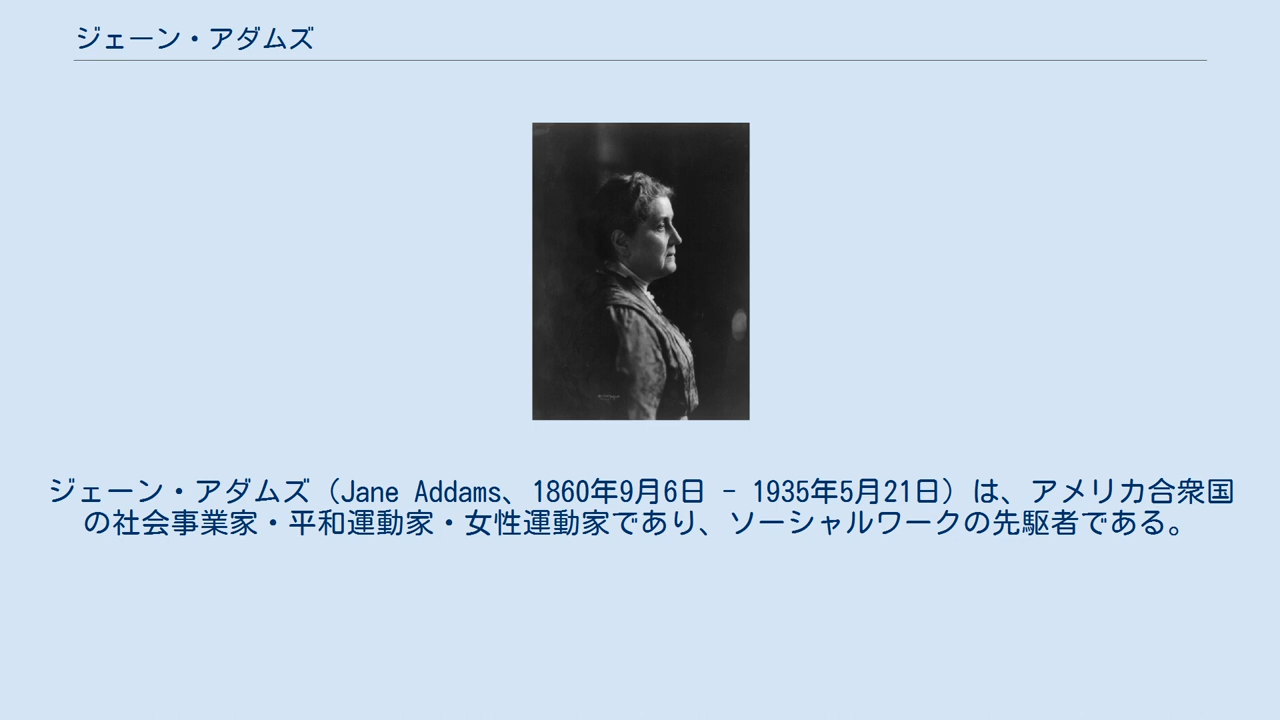 ジェーン・アダムズ
ジェーン・アダムズ（Jane Addams、1860年9月6日 - 1935年5月21日）は、アメリカ合衆国
の社会事業家・平和運動家・女性運動家であり、ソーシャルワークの先駆者である。